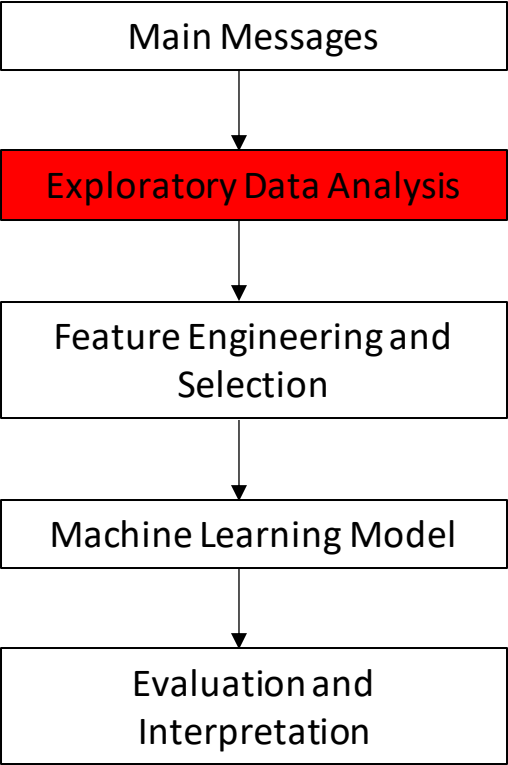 Main Messages
Exploratory Data Analysis
Feature Engineering and
Selection
Machine Learning Model
Evaluation and
Interpretation